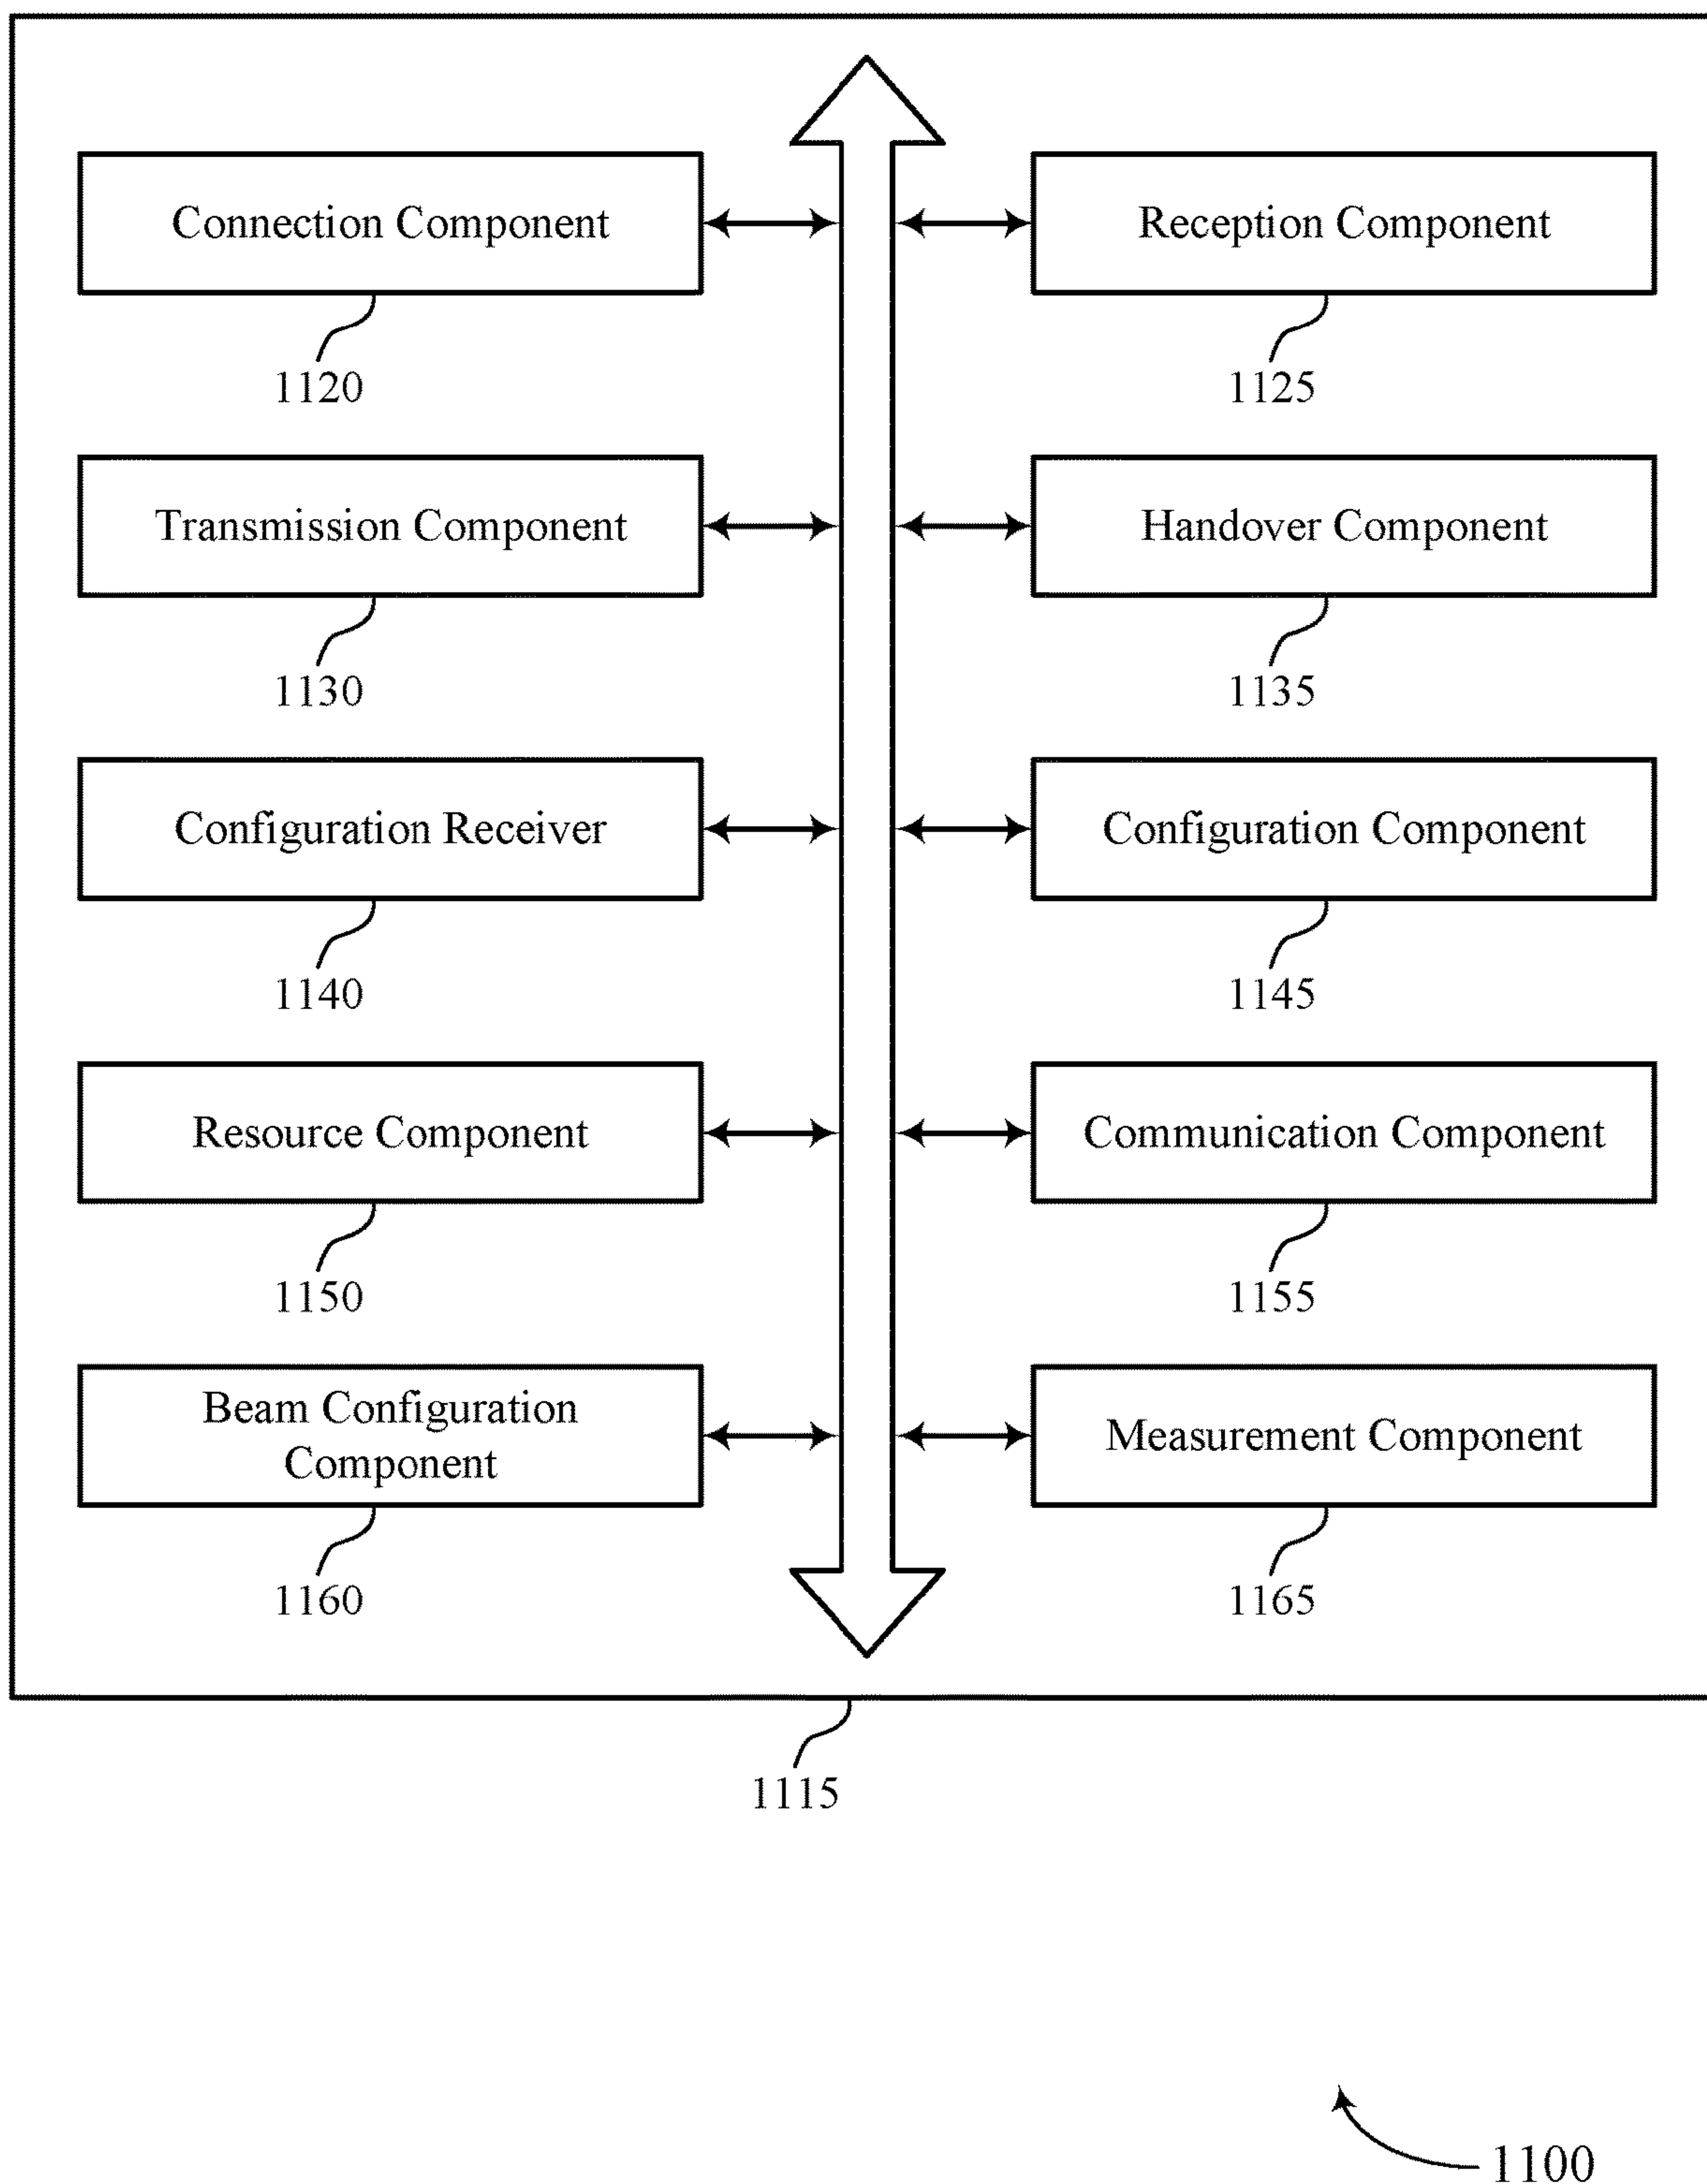 Connection Component
Reception Component
1120
1125
Transmission Component
Handover Component
1130
1135
Configuration Receiver
Configuration Component
1140
1145
Resource Component
Communication Component
1150
1155
Beam Configuration
Component
Measurement Component
1160
1165
1115
1100